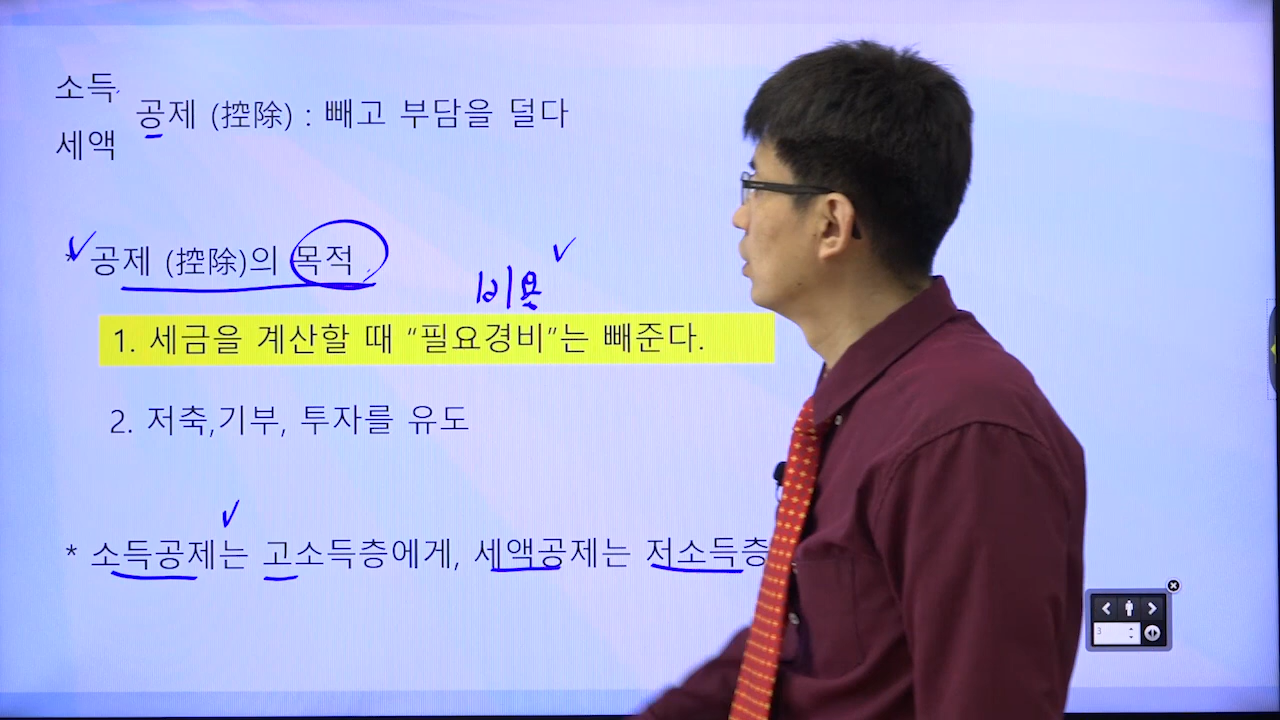 소득
공제 (控除) : 빼고 부담을 덜다
세액
* 공제 (控除)의 목적
비용
1. 세금을 계산할 때 “필요경비”는 빼준다.
2. 저축,기부, 투자를 유도
* 소득공제는 고소득층에게, 세액공제는 저소득층
3